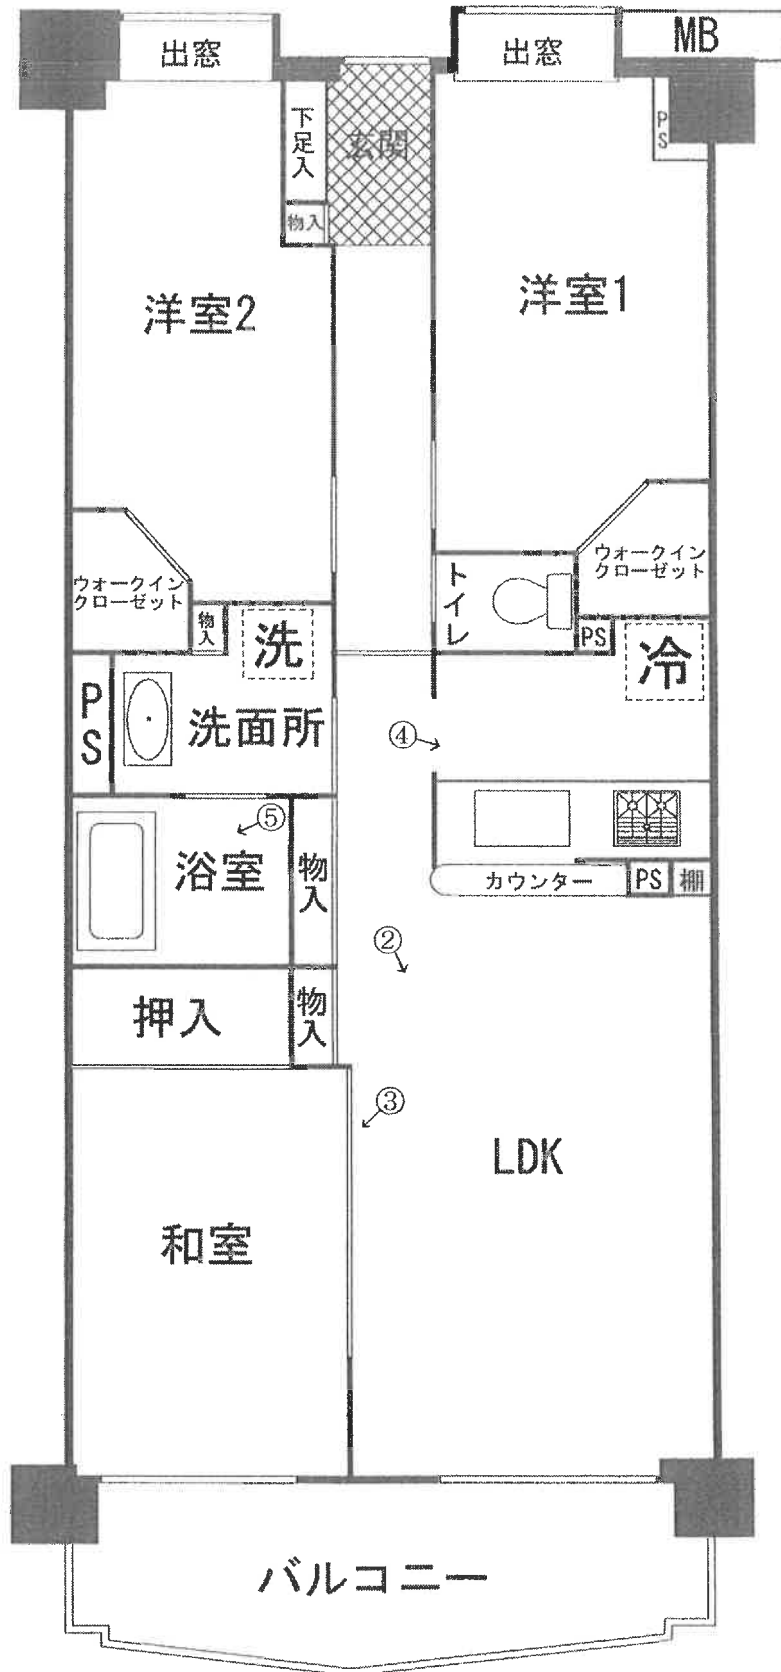 出窓
出窓
MB
下足入
玄関
PS
物入
洋室2
洋室1
ウォークイン
クローゼット
ウォークイン
クローゼット
トイレ
物入
洗
PS
冷
PS
洗面所
④
⑤
浴室
物入
カウンター
PS
棚
②
押入
物入
③
LDK
和室
バルコニー